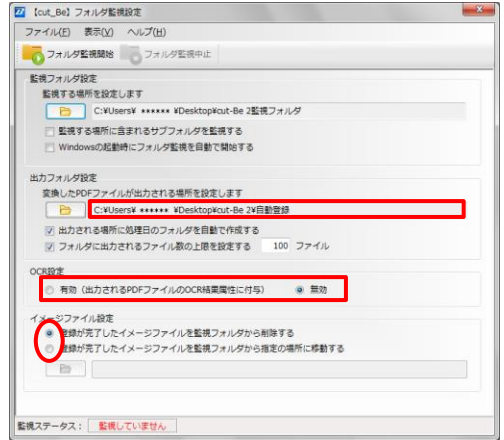 【cut_Be】フォルダ監視設定
ファイル(F) 表示(V) ヘルプ(H)
フォルダ監視開始 フォルダ監視中止
監視フォルダ設定
監視する場所を設定します
C:¥Users¥ ****** ¥Desktop¥cut-Be 2監視フォルダ
監視する場所に含まれるサブフォルダを監視する
Windowsの起動時にフォルダ監視を自動で開始する
出力フォルダ設定
変換したPDFファイルが出力される場所を設定します
C:¥Users¥ ****** ¥Desktop¥cut-Be 2¥自動登録
出力される場所に処理日のフォルダを自動で作成する
フォルダに出力されるファイル数の上限を設定する 100 ファイル
OCR設定
有効（出力されるPDFファイルのOCR結果属性に付与） 無効
イメージファイル設定
登録が完了したイメージファイルを監視フォルダから削除する
登録が完了したイメージファイルを監視フォルダから指定の場所に移動する
監視ステータス： 監視していません